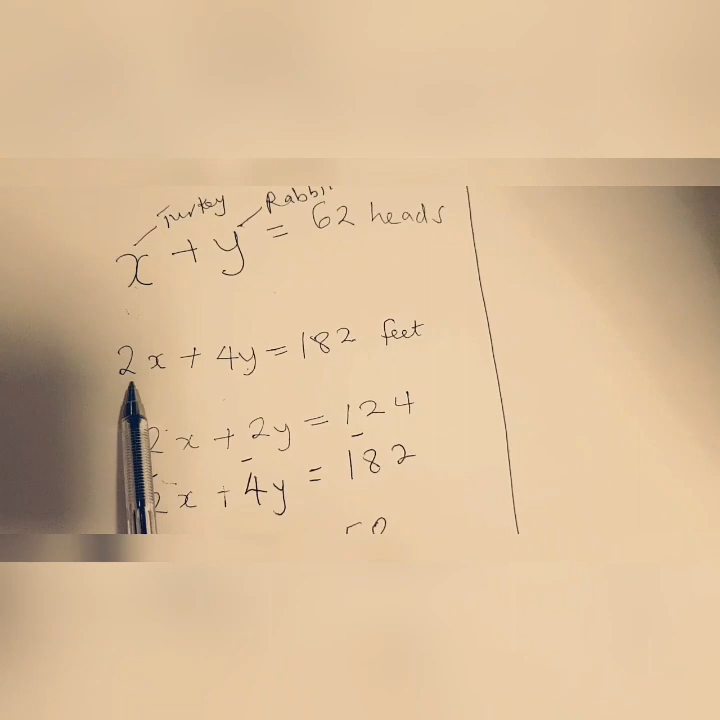 Turkey Rabbi
x + y = 62 heads
2x + 4y = 182 feet
2x + 2y = 124
2x + 4y = 182